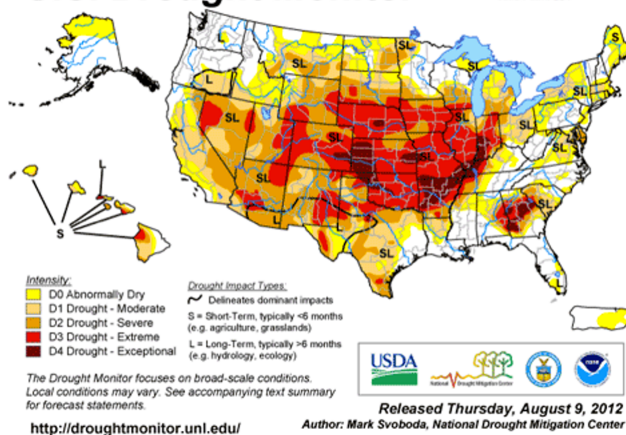 L
L
SL
SL
SL
S
SL
SL
SL
SL
SL
SL
SL
SL
SL
L
L
SL
L
L
S
Intensity:
D0 Abnormally Dry
D1 Drought - Moderate
D2 Drought - Severe
D3 Drought - Extreme
D4 Drought - Exceptional
Drought Impact Types:
Delineates dominant impacts
S = Short-Term, typically <6 months
(e.g. agriculture, grasslands)
L = Long-Term, typically >6 months
(e.g. hydrology, ecology)
The Drought Monitor focuses on broad-scale conditions.
Local conditions may vary. See accompanying text summary
for forecast statements.
http://droughtmonitor.unl.edu/
USDA
National Drought Mitigation Center
Released Thursday, August 9, 2012
Author: Mark Svoboda, National Drought Mitigation Center